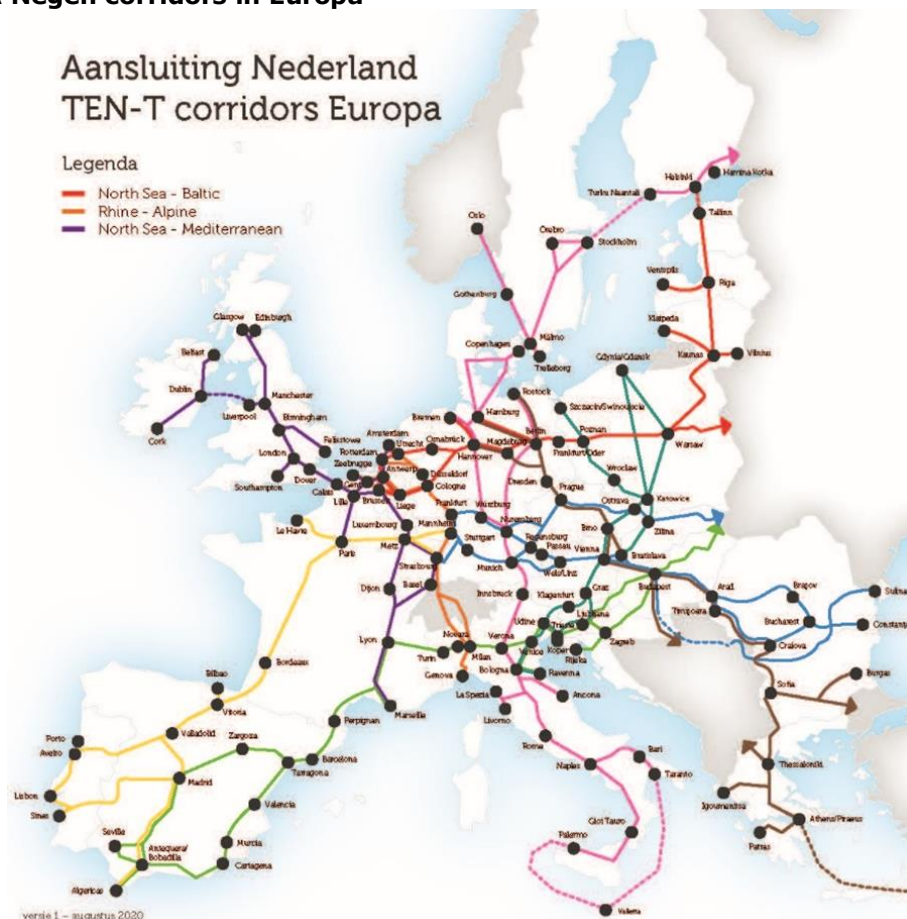 Negen corridors in Europa
Aansluiting Nederland
TEN-T corridors Europa
Legenda
North Sea - Baltic
Rhine - Alpine
North Sea - Mediterranean
Helsinki
Hamina Kotka
Turku Naantali
Tallinn
Oslo
Örebro
Stockholm
Ventspils
Riga
Gothenburg
Klaipeda
Glasgow
Edinburgh
Malmo
Copenhagen
Belfast
Trelleborg
Gdynia/Gdansk
Kaunas
Vilnius
Dublin
Manchester
Rostock
Liverpool
Szczecin/Swinoujscie
Birmingham
Bremen
Hamburg
Cork
Felixstowe
Amsterdam
Utrecht
Osnabrück
Magdeburg
Berlin
Poznan
Warsaw
London
Rotterdam
Hannover
Frankfurt/Oder
Zeebrugge
Antwerp
Düsseldorf
Dresden
Wroclaw
Southampton
Dover
Calais
Cologne
Prague
Katowice
Lille
Brussels
Liege
Frankfurt
Würzburg
Ostrava
Le Havre
Luxembourg
Mannheim
Nuremberg
Brno
Zilina
Paris
Metz
Stuttgart
Regensburg
Passau
Vienna
Bratislava
Strasbourg
Munich
Wels/Linz
Dijon
Basel
Innsbruck
Klagenfurt
Graz
Budapest
Arad
Brasov
Sulina
Timisoara
Udine
Ljubljana
Bucharest
Constanta
Lyon
Novara
Verona
Trieste
Zagreb
Craiova
Turin
Milan
Venice
Koper
Rijeka
Bordeaux
Genova
Bologna
Ravenna
Sofia
Burgas
Bilbao
La Spezia
Ancona
Marseille
Vitoria
Livorno
Perpignan
Porto
Valladolid
Zargoza
Aveiro
Roma
Bari
Barcelona
Naples
Taranto
Thessaloniki
Madrid
Tarragona
Lisbon
Igoumenitsa
Valencia
Sines
Gioi Tauro
Athens/Piraeus
Seville
Murcia
Palermo
Patras
Antequera/
Bobadilla
Cartagena
Algeciras
Valletta
versie 1 – augustus 2020